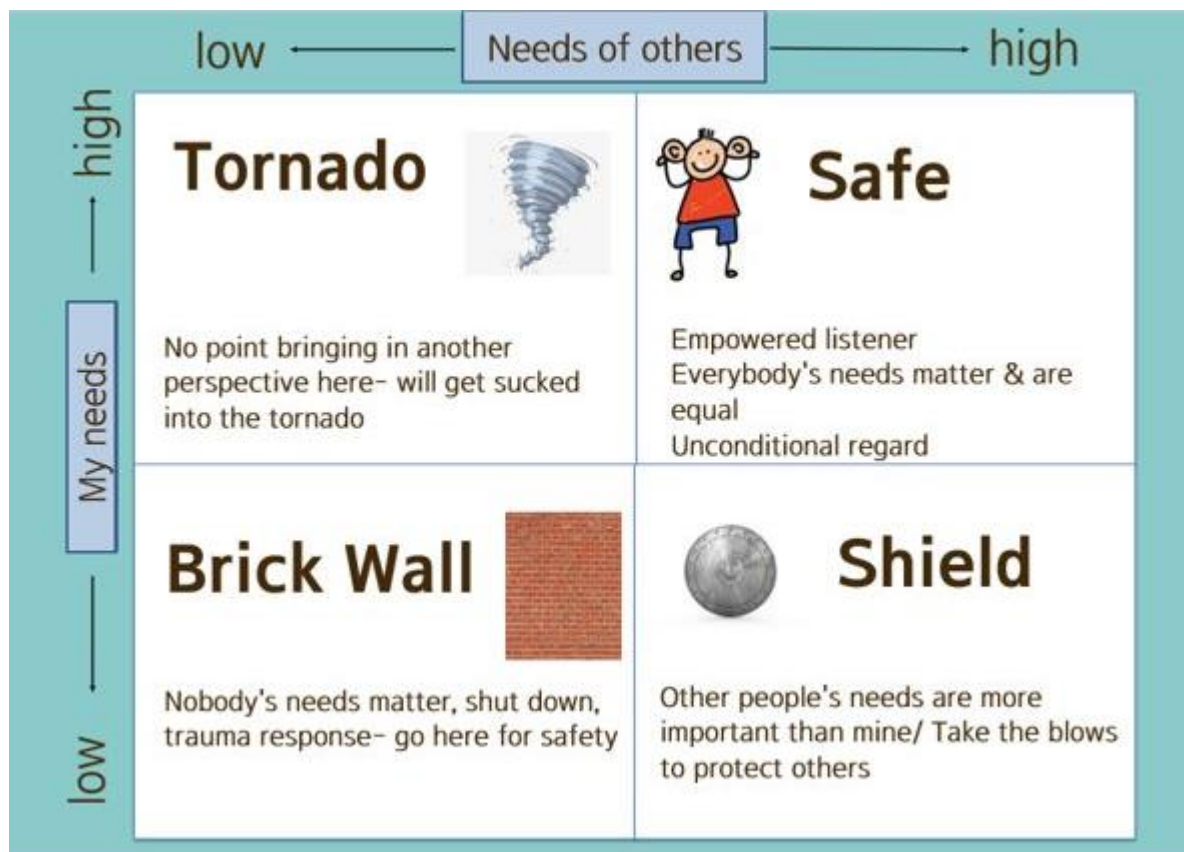 low
Needs of others
high
high
My needs
low
Tornado
No point bringing in another
perspective here- will get sucked
into the tornado
Safe
Empowered listener
Everybody's needs matter & are
equal
Unconditional regard
Brick Wall
Nobody's needs matter, shut down,
trauma response- go here for safety
Shield
Other people's needs are more
important than mine/ Take the blows
to protect others